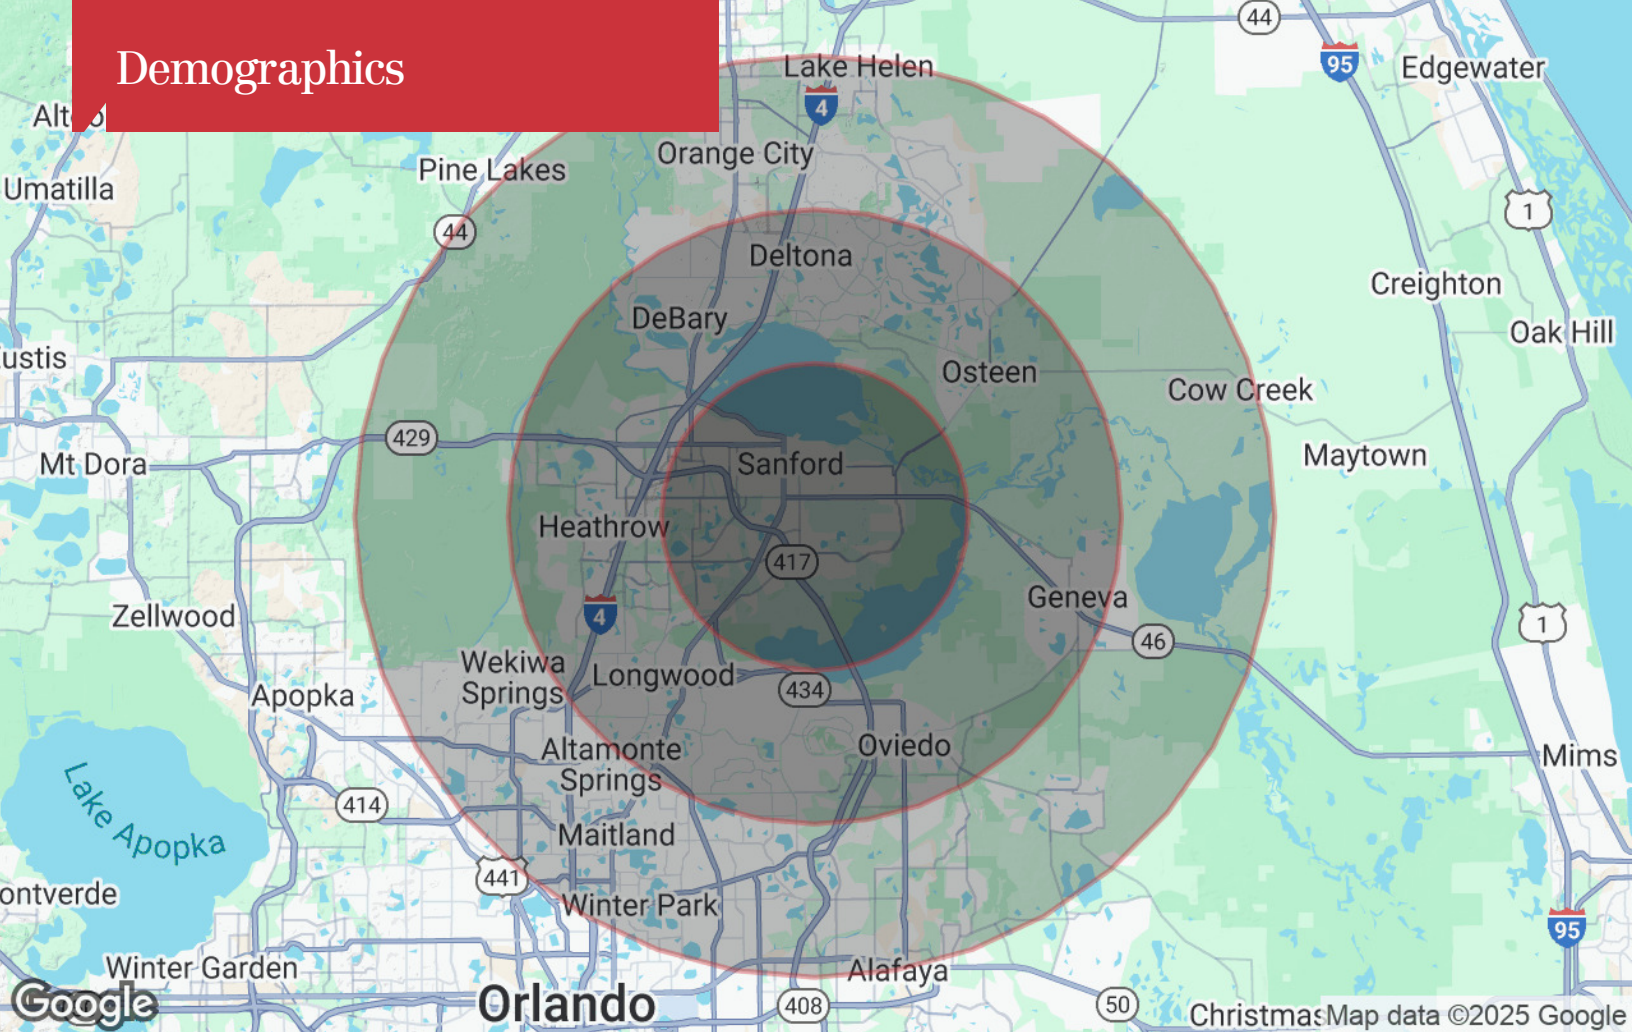 Demographics
44
95
Edgewater
Lake Helen
4
Orange City
Pine Lakes
Umatilla
44
1
Deltona
Creighton
DeBary
Oak Hill
Osteen
Cow Creek
429
Mt Dora
Sanford
Maytown
Heathrow
417
Geneva
4
Zellwood
1
46
Wekiwa
Springs
Longwood
434
Apopka
Altamonte
Springs
Oviedo
Mims
Lake Apopka
414
Maitland
441
Winter Park
95
Winter Garden
Alafaya
Google
Orlando
408
50
Christmas
Map data ©2025 Google